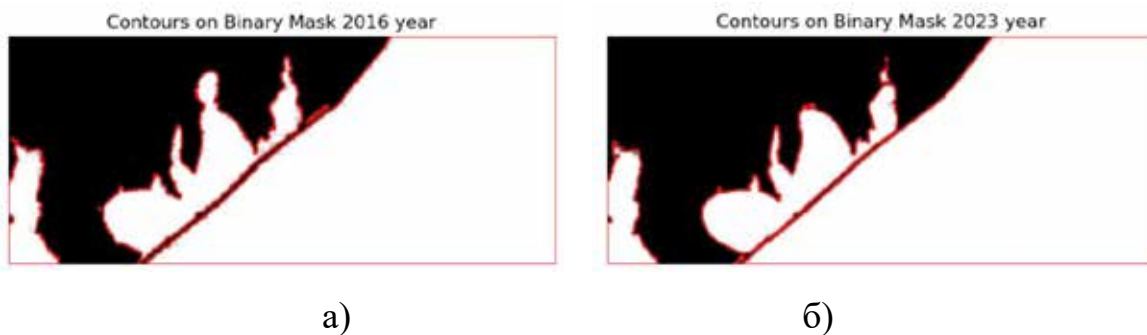 Contours on Binary Mask 2016 year
Contours on Binary Mask 2023 year
а)
б)